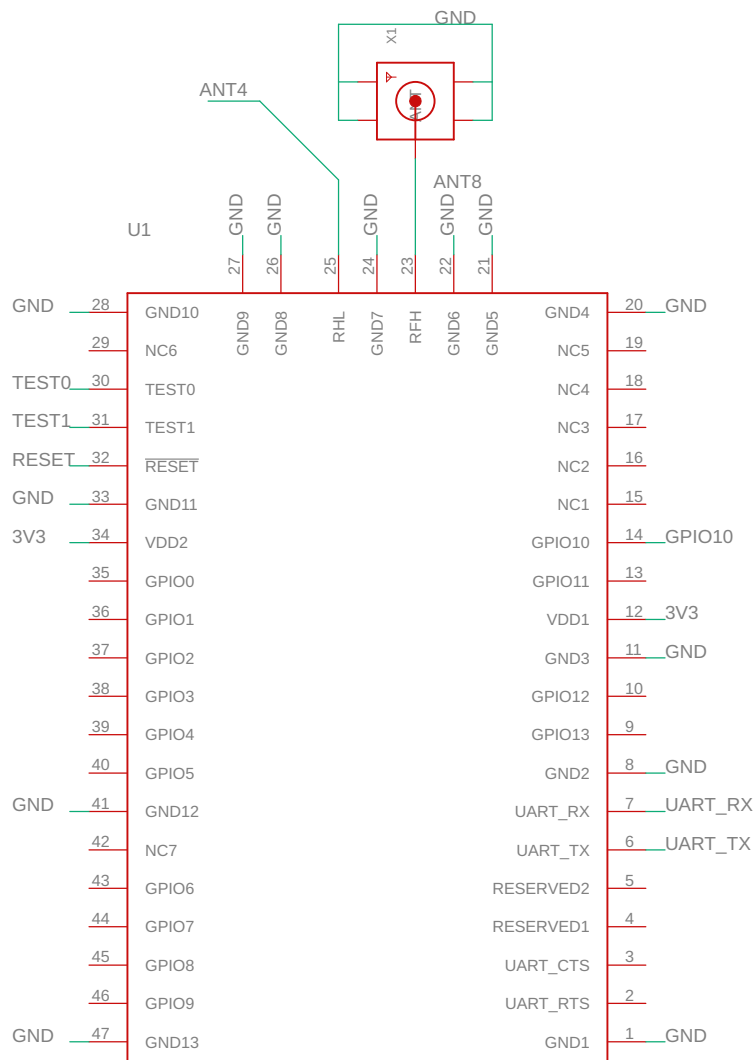 GND
X1
ANT
ANT4
ANT8
U1
GND GND GND GND GND
27 26 25 24 23 22 21
GND9 GND8 RHL GND7 RFH GND6 GND5
GND 28 GND10 GND4 20 GND
29 NC6 NC5 19
TEST0 30 TEST0 NC4 18
TEST1 31 TEST1 NC3 17
RESET 32 RESET NC2 16
GND 33 GND11 NC1 15
3V3 34 VDD2 GPIO10 14 GPIO10
35 GPIO0 GPIO11 13
36 GPIO1 VDD1 12 3V3
37 GPIO2 GND3 11 GND
38 GPIO3 GPIO12 10
39 GPIO4 GPIO13 9
40 GPIO5 GND2 8 GND
GND 41 GND12 UART_RX 7 UART_RX
42 NC7 UART_TX 6 UART_TX
43 GPIO6 RESERVED2 5
44 GPIO7 RESERVED1 4
45 GPIO8 UART_CTS 3
46 GPIO9 UART_RTS 2
GND 47 GND13 GND1 1 GND